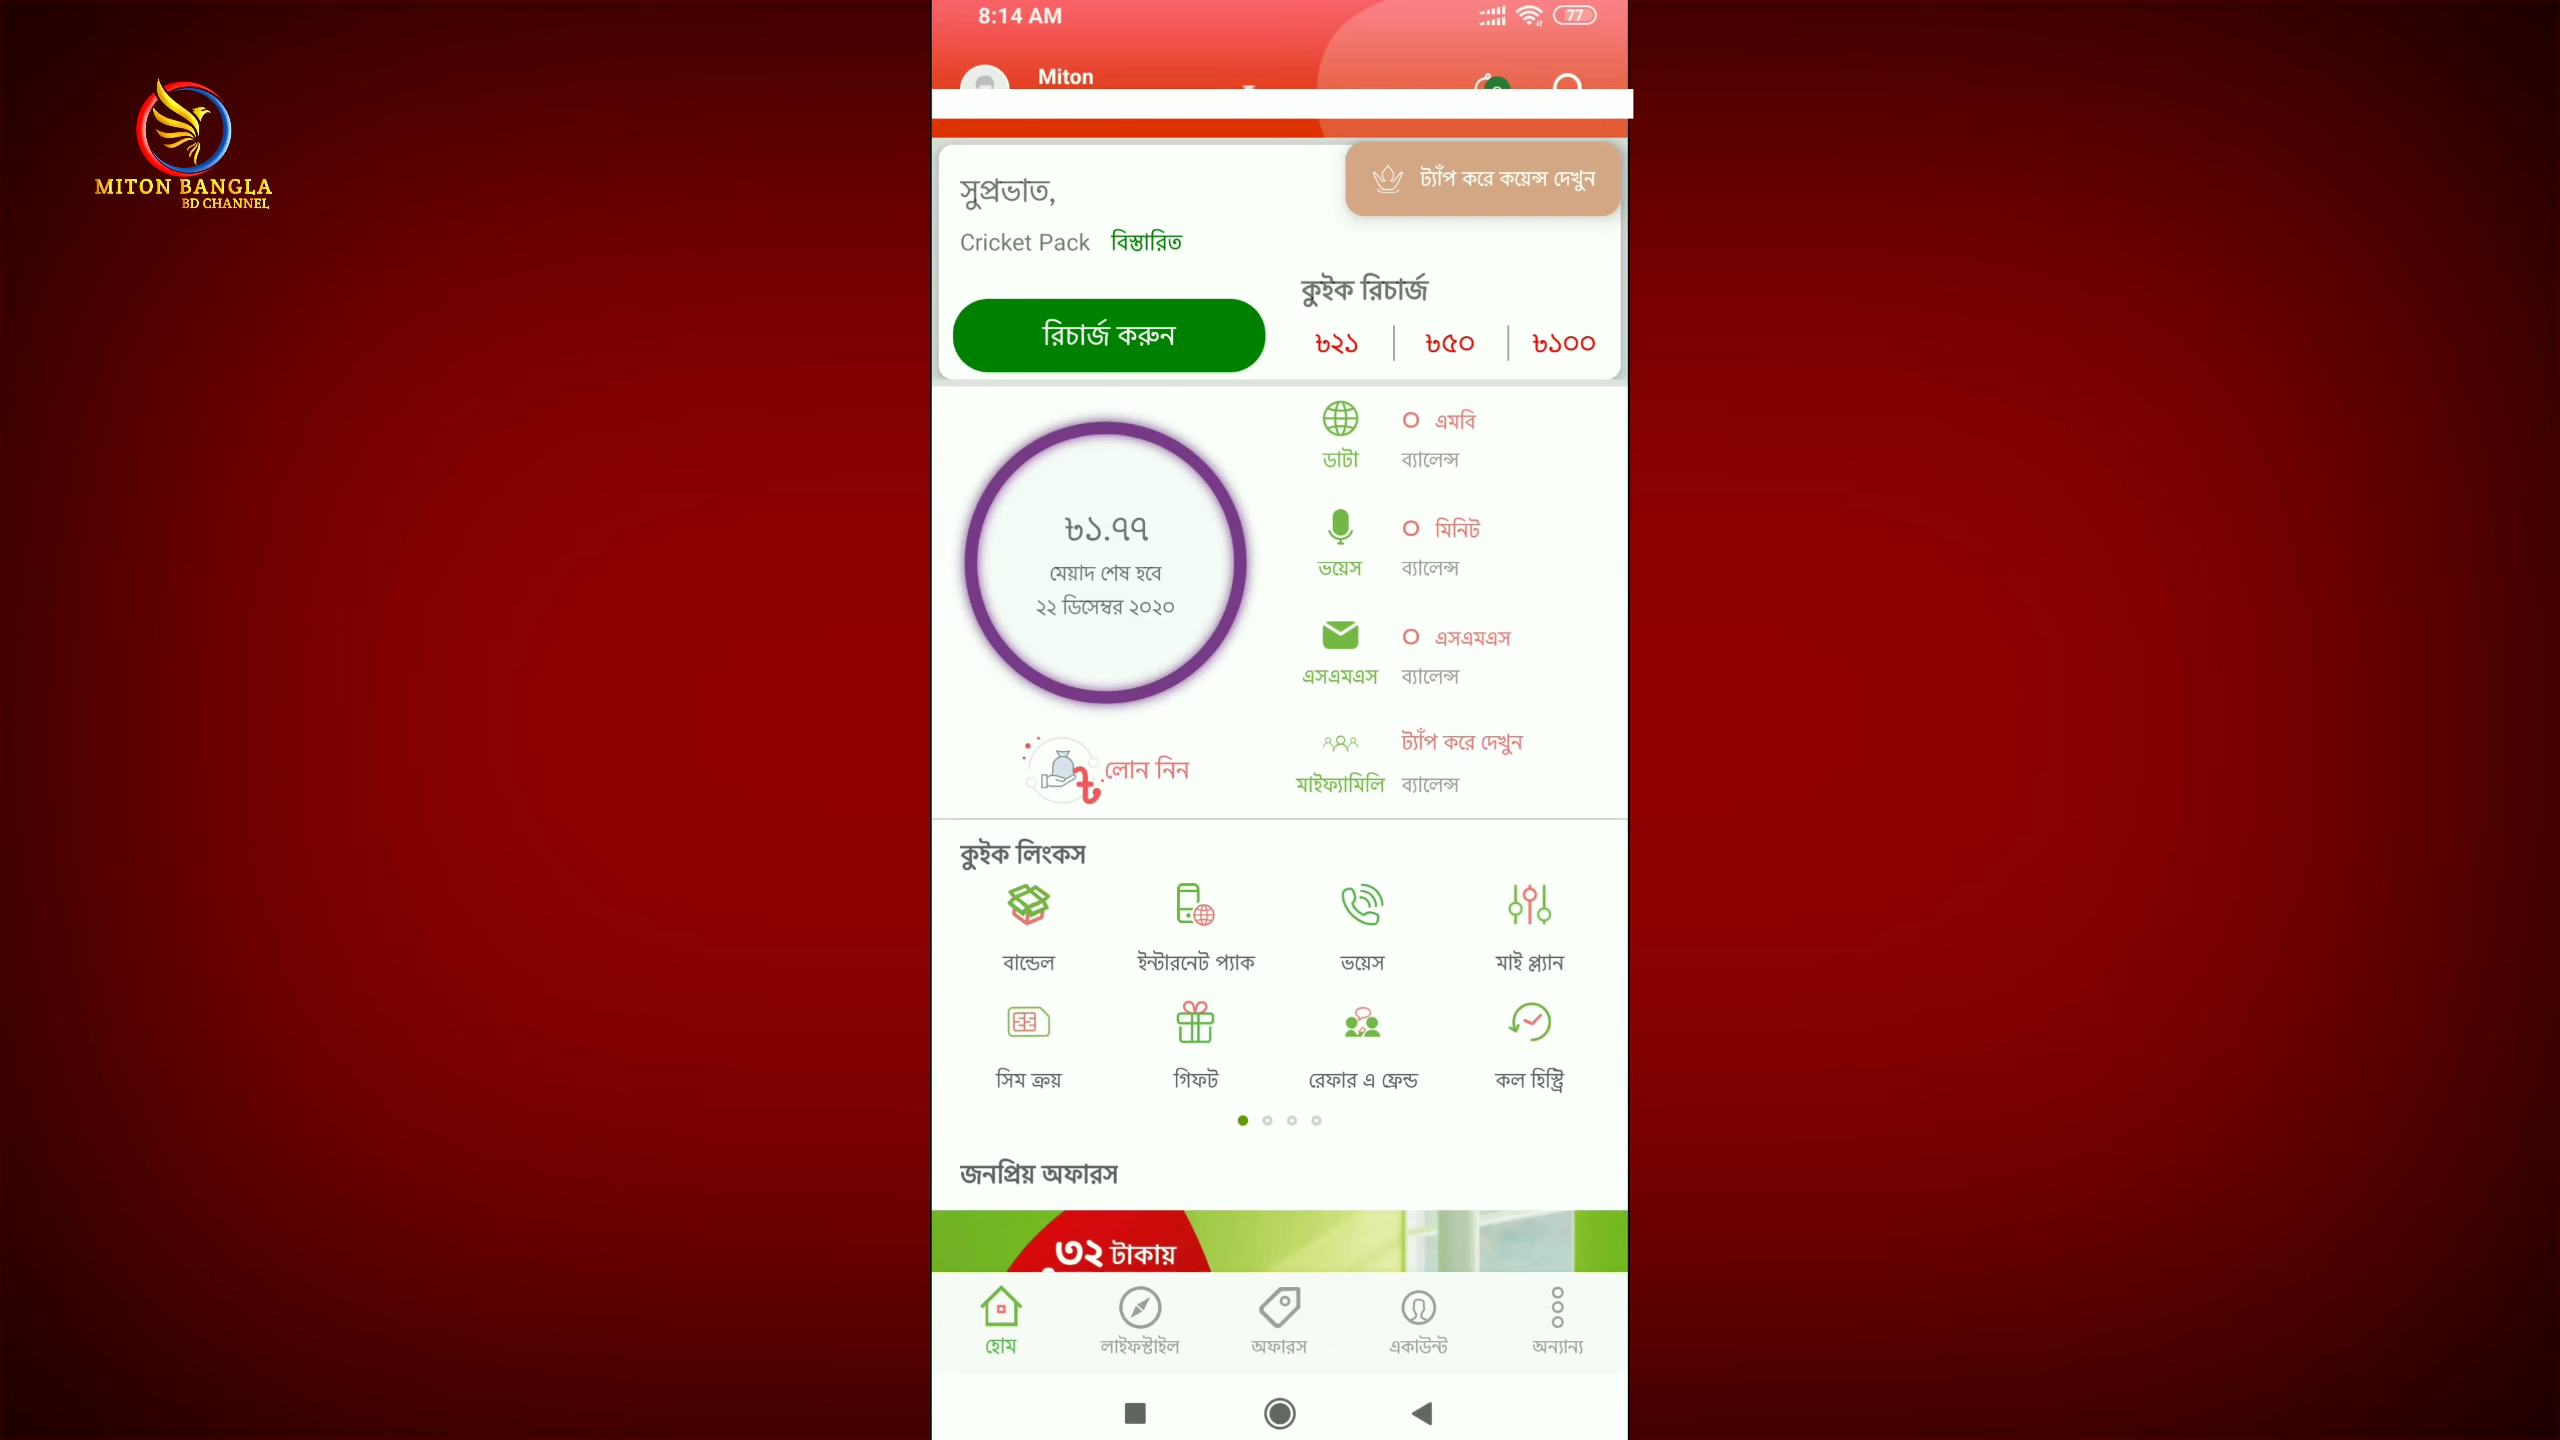 8:14 AM
77
MITON BANGLA
BD CHANNEL
Miton
ট্যাঁপ করে কয়েন্স দেখুন
সুপ্রভাত,
Cricket Pack বিস্তারিত
কুইক রিচার্জ
রিচার্জ করুন
৳২১ ৳৫০ ৳১০০
০ এমবি
ডাটা ব্যালেন্স
৳১.৭৭
মেয়াদ শেষ হবে
২২ ডিসেম্বর ২০২০
০ মিনিট
ভয়েস ব্যালেন্স
০ এসএমএস
এসএমএস ব্যালেন্স
লোন নিন
ট্যাঁপ করে দেখুন
মাইফ্যামিলি ব্যালেন্স
কুইক লিংকস
বান্ডেল ইন্টারনেট প্যাক ভয়েস মাই প্ল্যান
সিম ক্রয় গিফট রেফার এ ফ্রেন্ড কল হিস্ট্রি
জনপ্রিয় অফারস
৩২ টাকায়
হোম লাইফস্টাইল অফারস একাউন্ট অন্যান্য